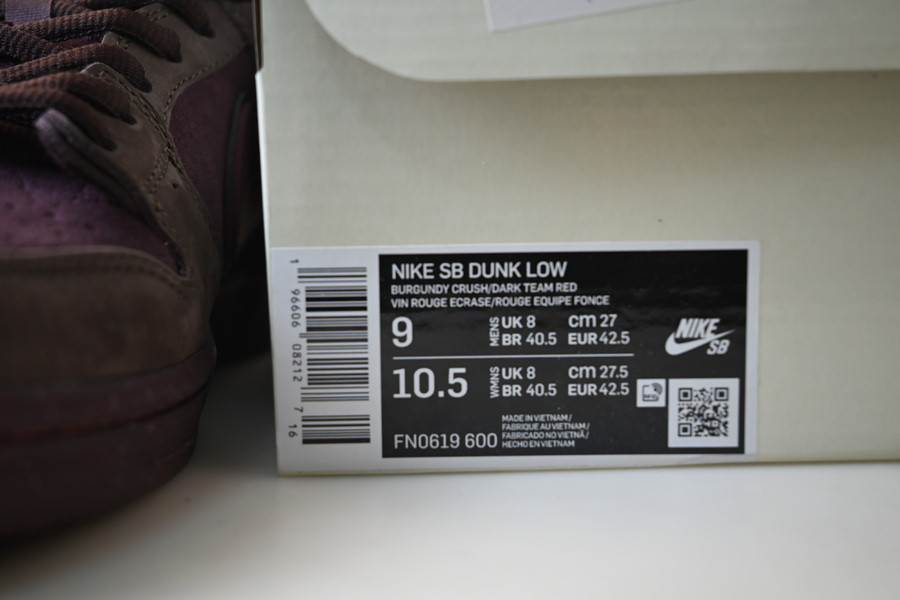 NIKE SB DUNK LOW
BURGUNDY CRUSH/DARK TEAM RED
VIN ROUGE ECRASE/ROUGE EQUIPE FONCE
9 MENS UK 8 cm 27
BR 40.5 EUR 42.5
10.5 WMNS UK 8 cm 27.5
BR 40.5 EUR 42.5
NIKE
SB
MADE IN VIETNAM/
FABRIQUE AU VIETNAM/
FABRICADO NO VIETNÃ/
HECHO EN VIETNAM
FN0619 600
1 96606 08212 7 16